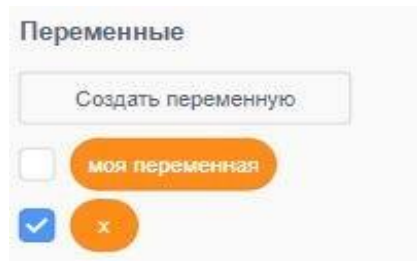 Переменные
Создать переменную
моя переменная
x